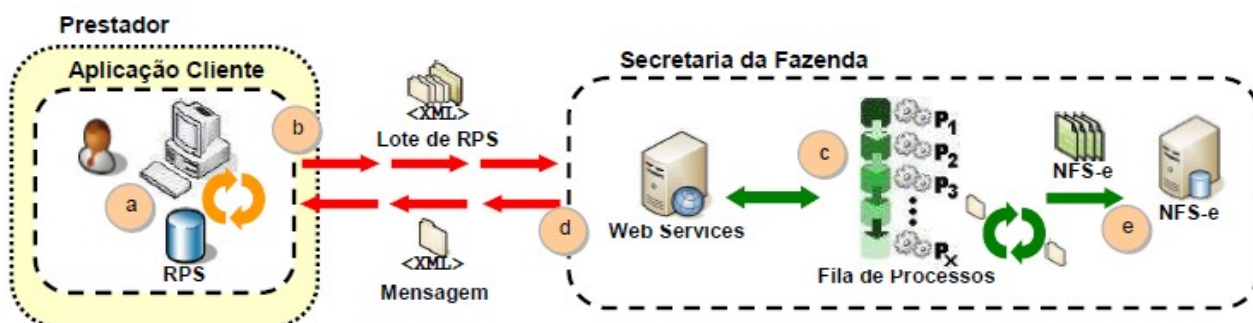 Prestador
Aplicação Cliente
a
RPS
b
<XML>
Lote de RPS
<XML>
Mensagem
Secretaria da Fazenda
d
Web Services
c
P1
P2
P3
Px
Fila de Processos
NFS-e
e
NFS-e